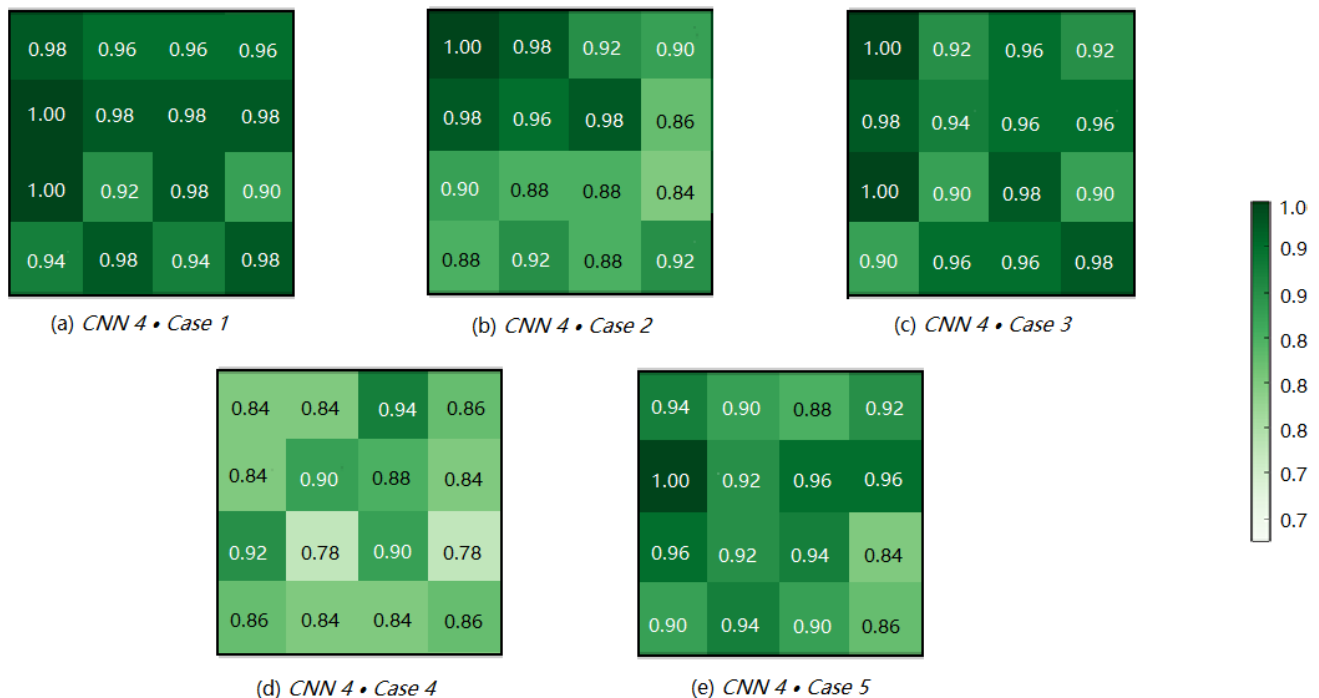 0.98 0.96 0.96 0.96
1.00 0.98 0.98 0.98
1.00 0.92 0.98 0.90
0.94 0.98 0.94 0.98
(a) CNN 4 • Case 1
1.00 0.98 0.92 0.90
0.98 0.96 0.98 0.86
0.90 0.88 0.88 0.84
0.88 0.92 0.88 0.92
(b) CNN 4 • Case 2
1.00 0.92 0.96 0.92
0.98 0.94 0.96 0.96
1.00 0.90 0.98 0.90
0.90 0.96 0.96 0.98
(c) CNN 4 • Case 3
0.84 0.84 0.94 0.86
0.84 0.90 0.88 0.84
0.92 0.78 0.90 0.78
0.86 0.84 0.84 0.86
(d) CNN 4 • Case 4
0.94 0.90 0.88 0.92
1.00 0.92 0.96 0.96
0.96 0.92 0.94 0.84
0.90 0.94 0.90 0.86
(e) CNN 4 • Case 5
1.0
0.9
0.9
0.8
0.8
0.8
0.7
0.7